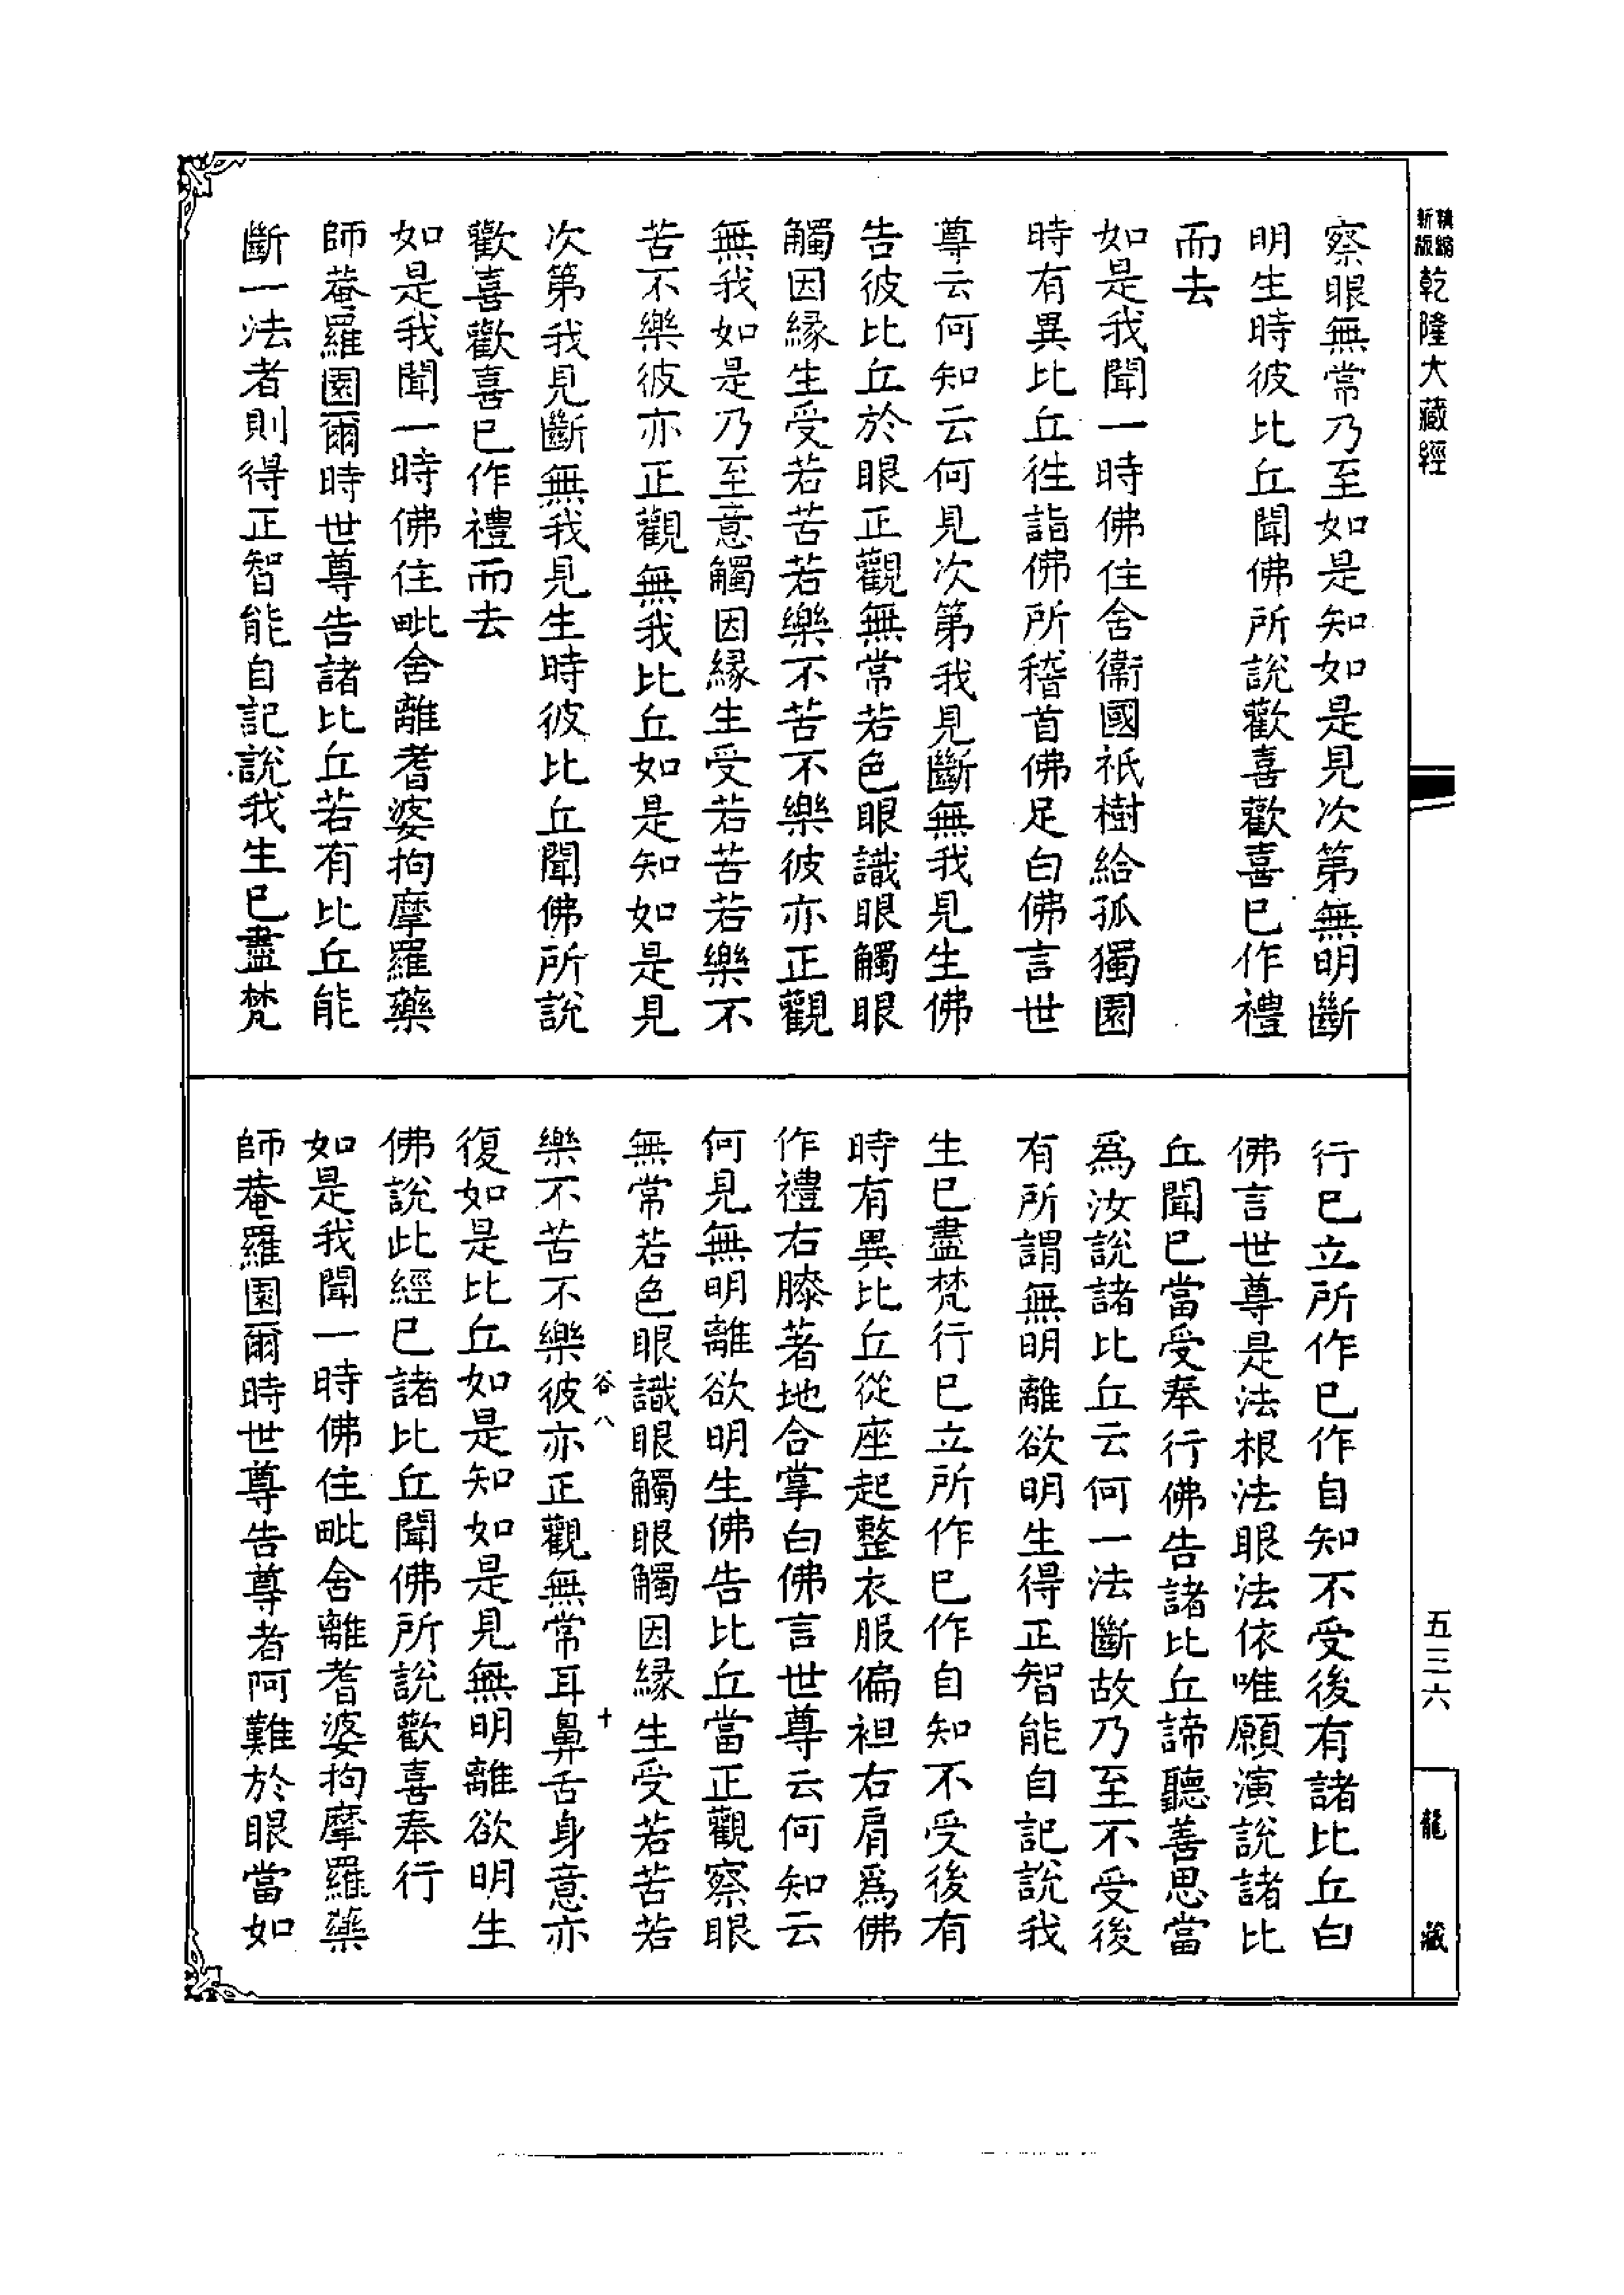 乾隆大藏經
察眼無常乃至如是知如是見次第無明斷
明生時彼比丘聞佛所說歡喜歡喜已作禮
而去
如是我聞一時佛住舍衞國祇樹給孤獨園
時有異比丘往詣佛所稽首佛足白佛言世
尊云何知云何見次第我見斷無我見生佛
告彼比丘於眼正觀無常若色眼識眼觸眼
觸因緣生受若苦若樂不苦不樂彼亦正觀
無我如是乃至意觸因緣生受若苦若樂不
苦不樂彼亦正觀無我比丘如是知如是見
次第我見斷無我見生時彼比丘聞佛所說
歡喜歡喜已作禮而去
如是我聞一時佛住毗舍離耆婆拘摩羅藥
師菴羅園爾時世尊告諸比丘若有比丘能
斷一法者則得正智能自記說我生已盡梵
行已立所作已作自知不受後有諸比丘白
佛言世尊是法根法眼法依唯願演說諸比
丘聞已當受奉行佛告諸比丘諦聽善思當
爲汝說諸比丘云何一法斷故乃至不受後
有所謂無明離欲明生得正智能自記說我
生已盡梵行已立所作已作自知不受後有
時有異比丘從座起整衣服偏袒右肩爲佛
作禮右膝著地合掌白佛言世尊云何知云
何見無明離欲明生佛告比丘當正觀察眼
無常若色眼識眼觸眼觸因緣生受若苦若
谷八 十
樂不苦不樂彼亦正觀無常耳鼻舌身意亦
復如是比丘如是知如是見無明離欲明生
佛說此經已諸比丘聞佛所說歡喜奉行
如是我聞一時佛住毗舍離耆婆拘摩羅藥
師菴羅園爾時世尊告尊者阿難於眼當如
五三六
龍藏